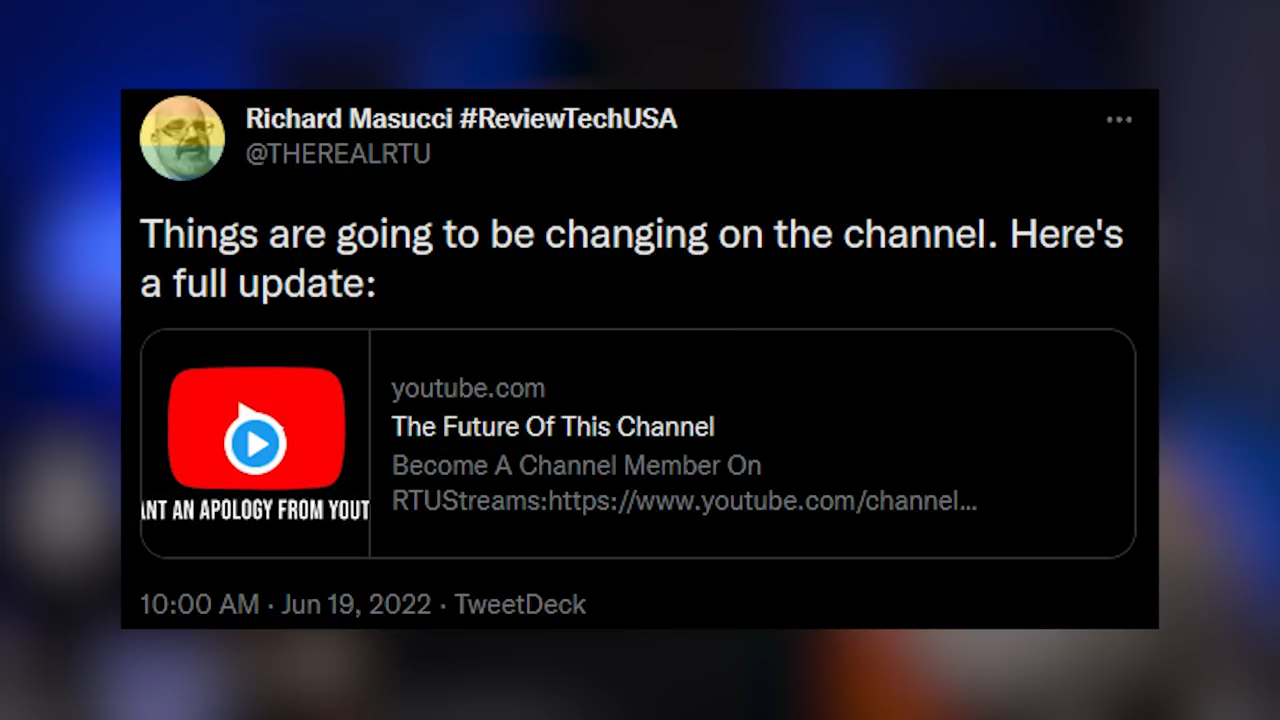 Richard Masucci #ReviewTechUSA
@THEREALRTU
Things are going to be changing on the channel. Here's
a full update:
youtube.com
The Future Of This Channel
Become A Channel Member On
RTUStreams:https://www.youtube.com/channel...
ANT AN APOLOGY FROM YOUT
10:00 AM · Jun 19, 2022 · TweetDeck